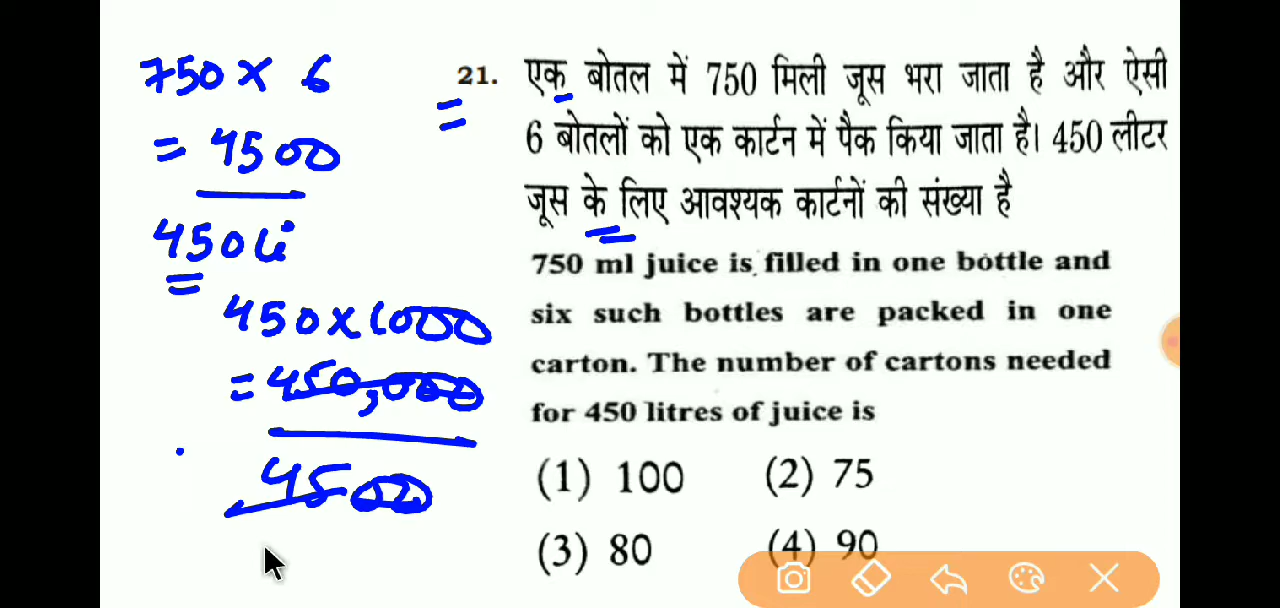 750 x 6
= 4500
450 li
450 x 1000
= 450,000
4500
21. एक बोतल में 750 मिली जूस भरा जाता है और ऐसी
6 बोतलों को एक कार्टन में पैक किया जाता है। 450 लीटर
जूस के लिए आवश्यक कार्टनों की संख्या है
750 ml juice is filled in one bottle and
six such bottles are packed in one
carton. The number of cartons needed
for 450 litres of juice is
(1) 100 (2) 75
(3) 80 (4) 90